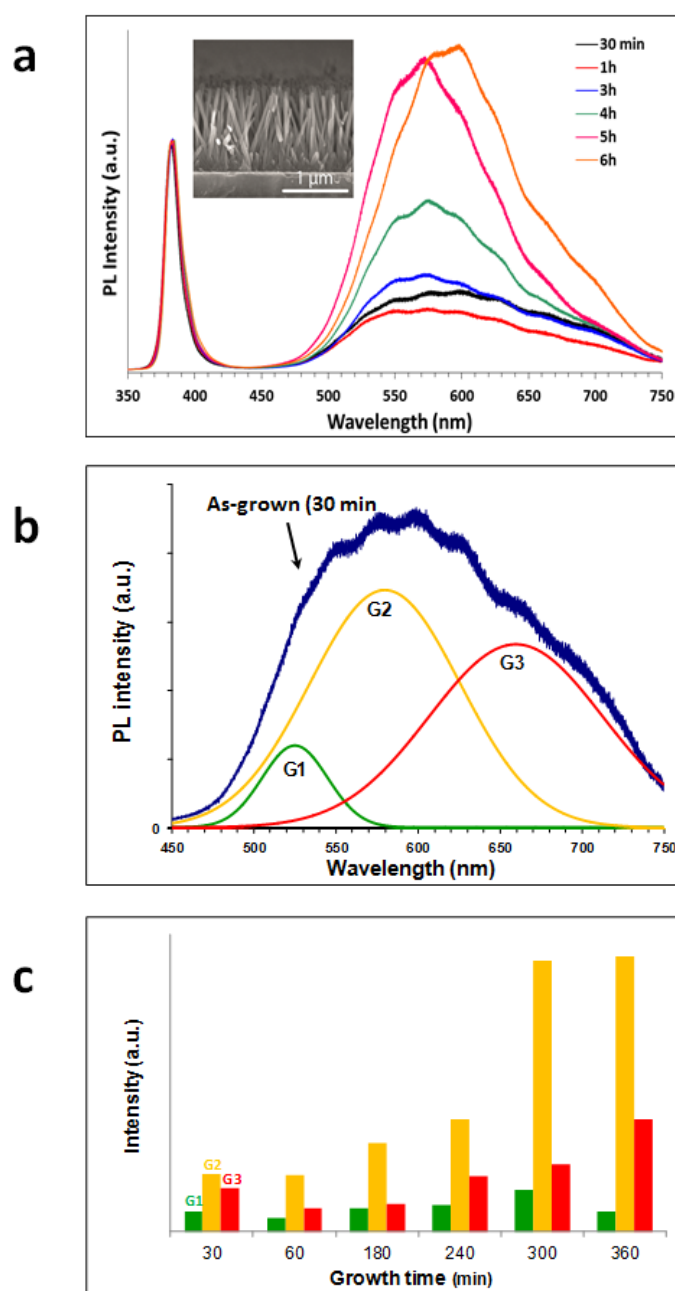 a
PL Intensity (a.u.)
1 µm
30 min
1h
3h
4h
5h
6h
350 400 450 500 550 600 650 700 750
Wavelength (nm)
b
As-grown (30 min
PL intensity (a.u.)
G2
G3
G1
0
450 500 550 600 650 700 750
Wavelength (nm)
c
Intensity (a.u.)
G2
G3
G1
30 60 180 240 300 360
Growth time (min)